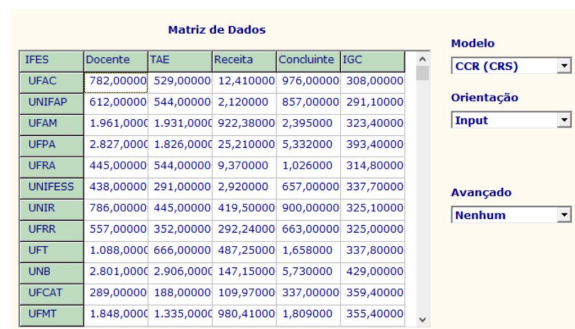 Matriz de Dados
IFES Docente TAE Receita Concluinte IGC
UFAC 782,00000 529,00000 12,410000 976,00000 308,00000
UNIFAP 612,00000 544,00000 2,120000 857,00000 291,10000
UFAM 1.961,0000 1.931,0000 922,38000 2,395000 323,40000
UFPA 2.827,0000 1.826,0000 25,210000 5,332000 393,40000
UFRA 445,00000 544,00000 9,370000 1,026000 314,80000
UNIFESS 438,00000 291,00000 2,920000 657,00000 337,70000
UNIR 786,00000 445,00000 419,50000 900,00000 325,10000
UFRR 557,00000 352,00000 292,24000 663,00000 325,00000
UFT 1.088,0000 666,00000 487,25000 1,658000 337,80000
UNB 2.801,0000 2.906,0000 147,15000 5,730000 429,00000
UFCAT 289,00000 188,00000 109,97000 337,00000 359,40000
UFMT 1.848,0000 1.335,0000 980,41000 1,809000 355,40000
Modelo
CCR (CRS)
Orientação
Input
Avançado
Nenhum